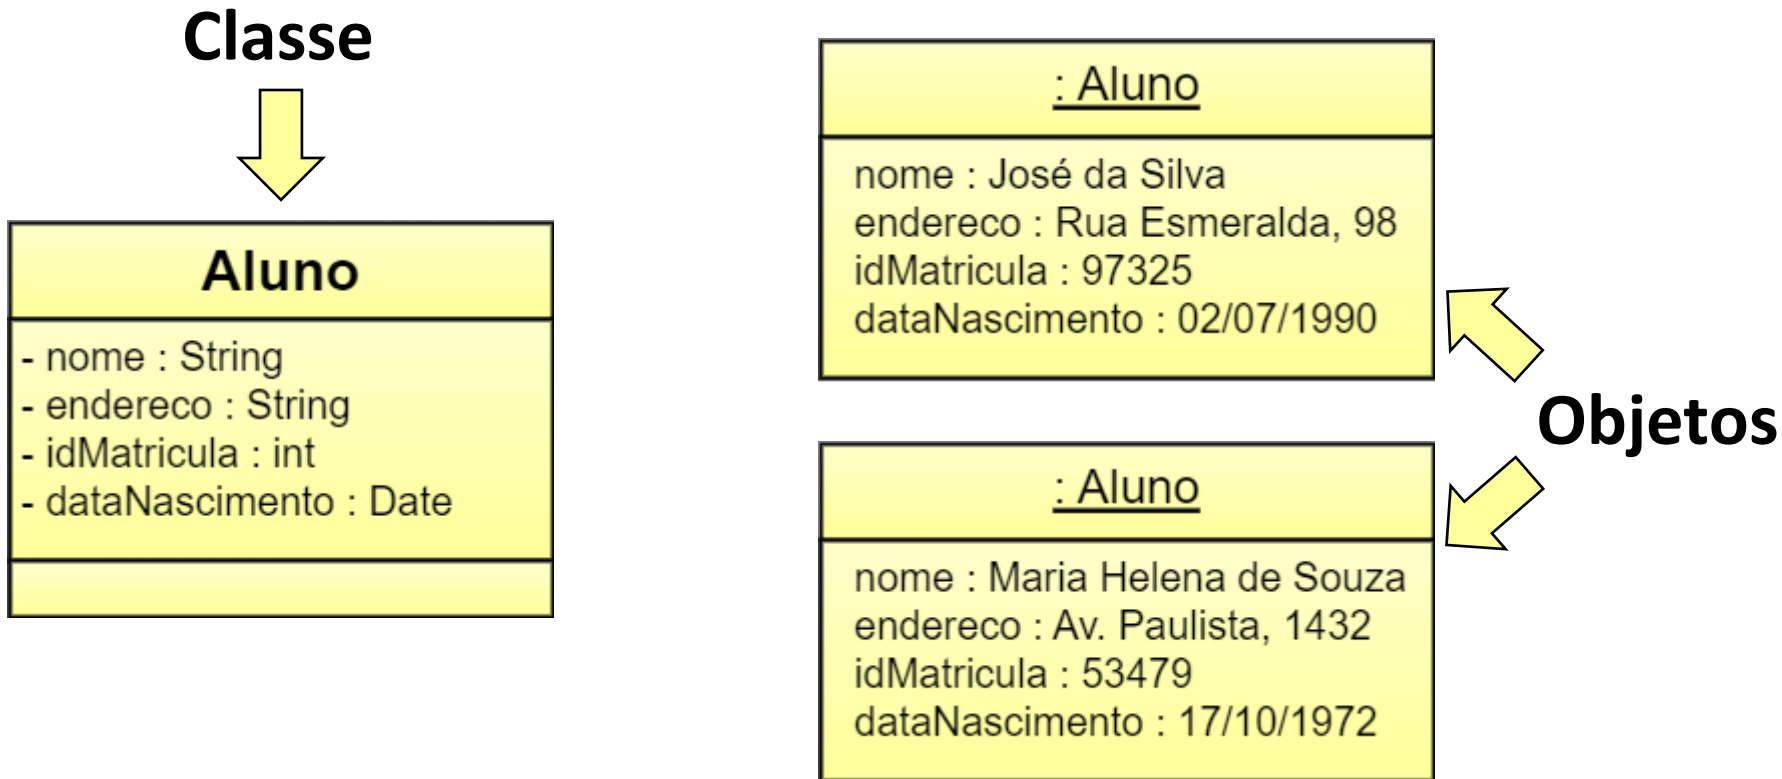 Classe
Aluno
- nome : String
- endereco : String
- idMatricula : int
- dataNascimento : Date
: Aluno
nome : José da Silva
endereco : Rua Esmeralda, 98
idMatricula : 97325
dataNascimento : 02/07/1990
Objetos
: Aluno
nome : Maria Helena de Souza
endereco : Av. Paulista, 1432
idMatricula : 53479
dataNascimento : 17/10/1972